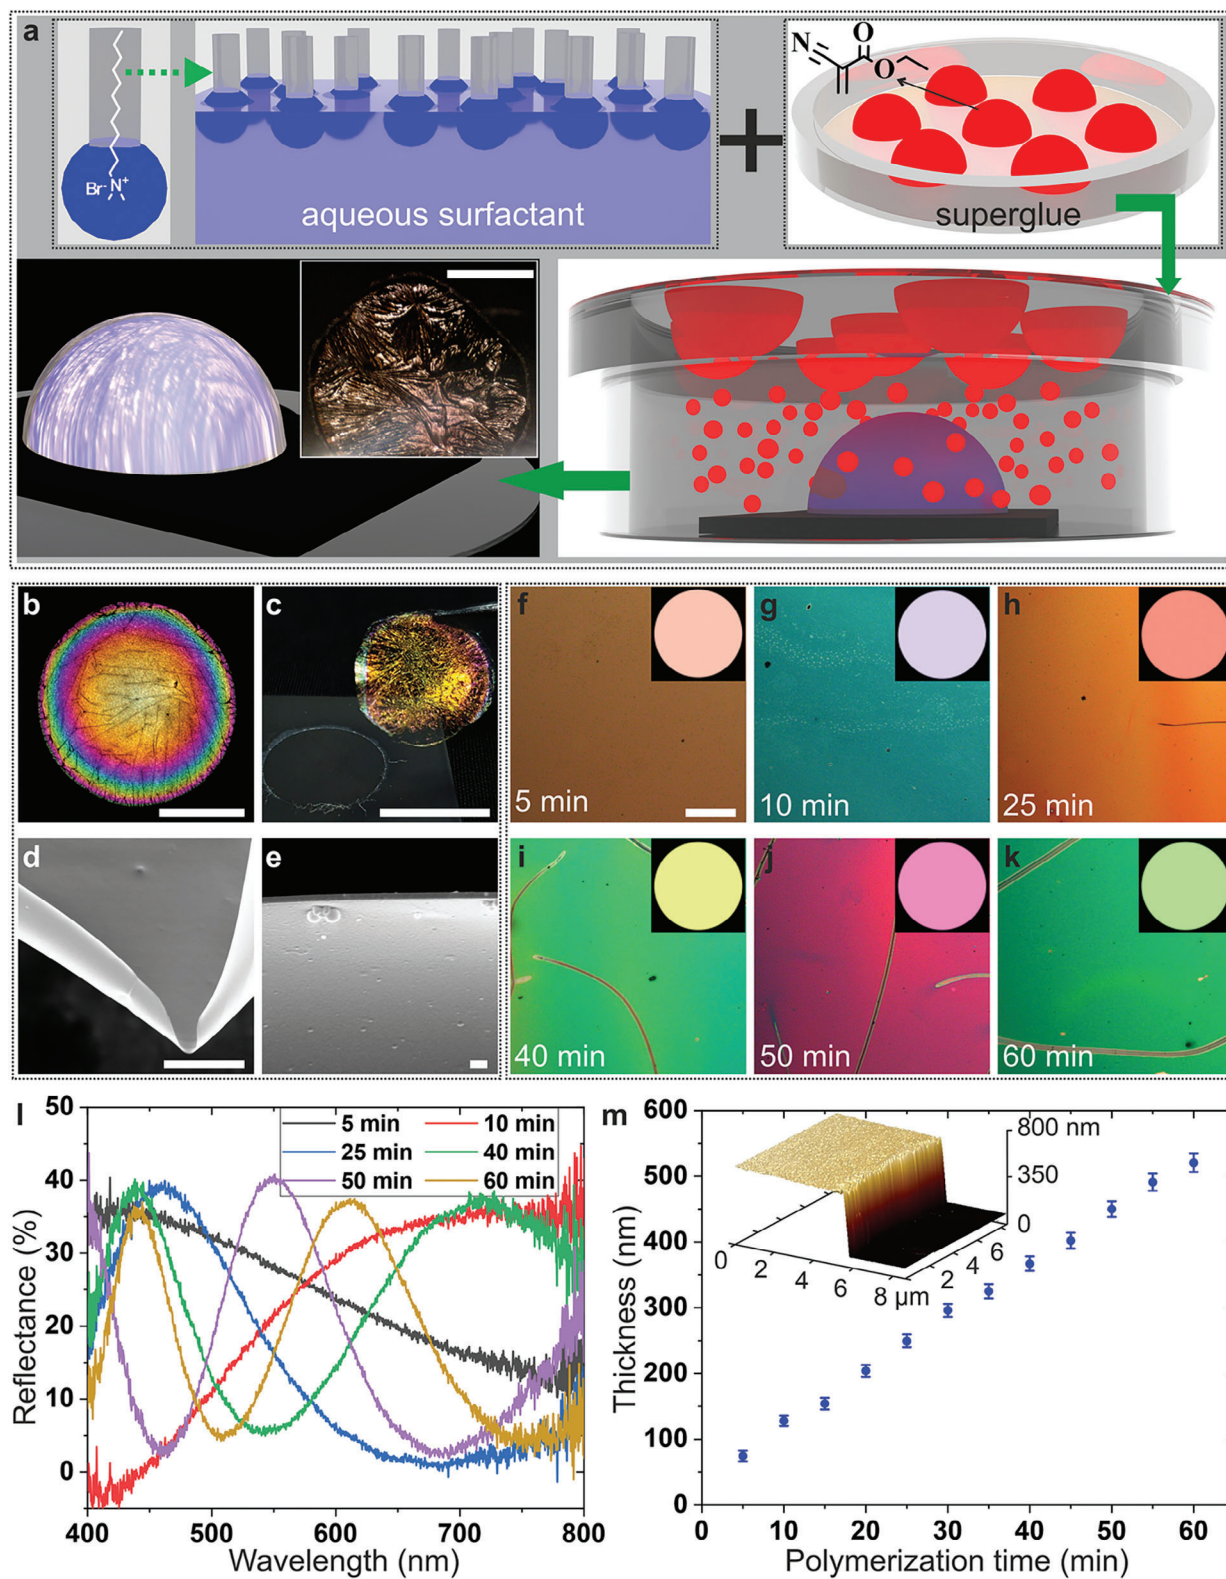 a
Br⁻ N⁺
aqueous surfactant
+
N
O
O
superglue
b
c
d
e
f
5 min
g
10 min
h
25 min
i
40 min
j
50 min
k
60 min
l
50
40
30
20
10
0
Reflectance (%)
5 min
10 min
25 min
40 min
50 min
60 min
400
500
600
700
800
Wavelength (nm)
m
600
500
400
300
200
100
0
Thickness (nm)
800 nm
350
0
0
2
4
6
8 µm
2
4
6
0
10
20
30
40
50
60
Polymerization time (min)